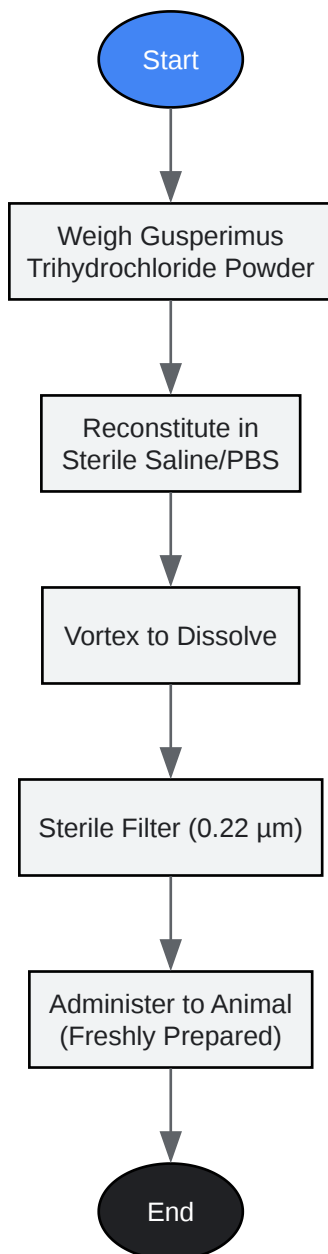 Start
Weigh Gusperimus
Trihydrochloride Powder
Reconstitute in
Sterile Saline/PBS
Vortex to Dissolve
Sterile Filter (0.22 µm)
Administer to Animal
(Freshly Prepared)
End